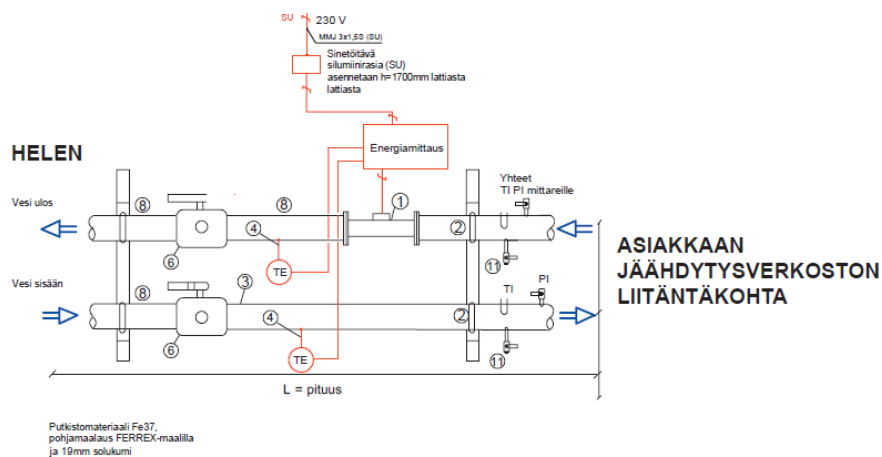 SU
230 V
MMJ 3x1,5S (SU)
Sinetöitävä
silumiinirasia (SU)
asennetaan h=1700mm lattiasta
lattiasta
Energiamittaus
HELEN
Yhteet
TI PI mittareille
Vesi ulos
8
8
1
2
4
6
TE
11
ASIAKKAAN
JÄÄHDYTYSVERKOSTON
LIITÄNTÄKOHTA
Vesi sisään
8
3
4
2
TI
PI
6
TE
11
L = pituus
Putkistomateriaali Fe37,
pohjamaalaus FERREX-maalilla
ja 19mm solukumi